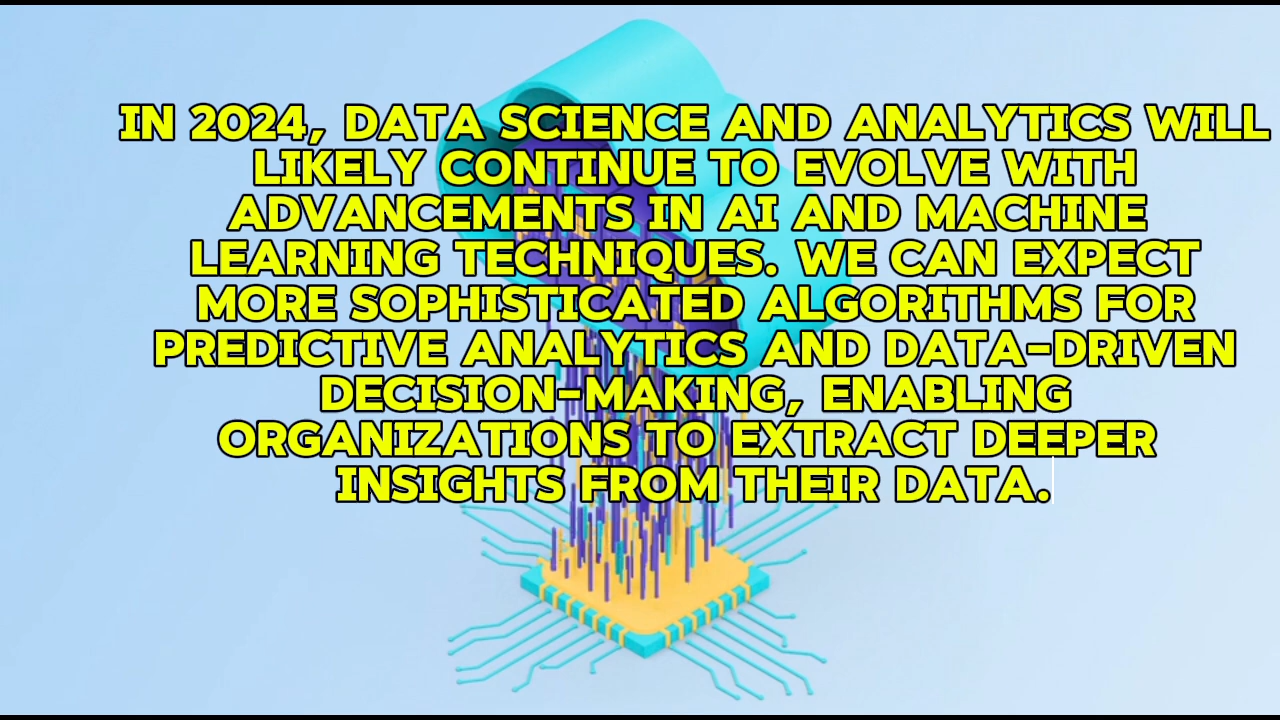 IN 2024, DATA SCIENCE AND ANALYTICS WILL
LIKELY CONTINUE TO EVOLVE WITH
ADVANCEMENTS IN AI AND MACHINE
LEARNING TECHNIQUES. WE CAN EXPECT
MORE SOPHISTICATED ALGORITHMS FOR
PREDICTIVE ANALYTICS AND DATA-DRIVEN
DECISION-MAKING, ENABLING
ORGANIZATIONS TO EXTRACT DEEPER
INSIGHTS FROM THEIR DATA.